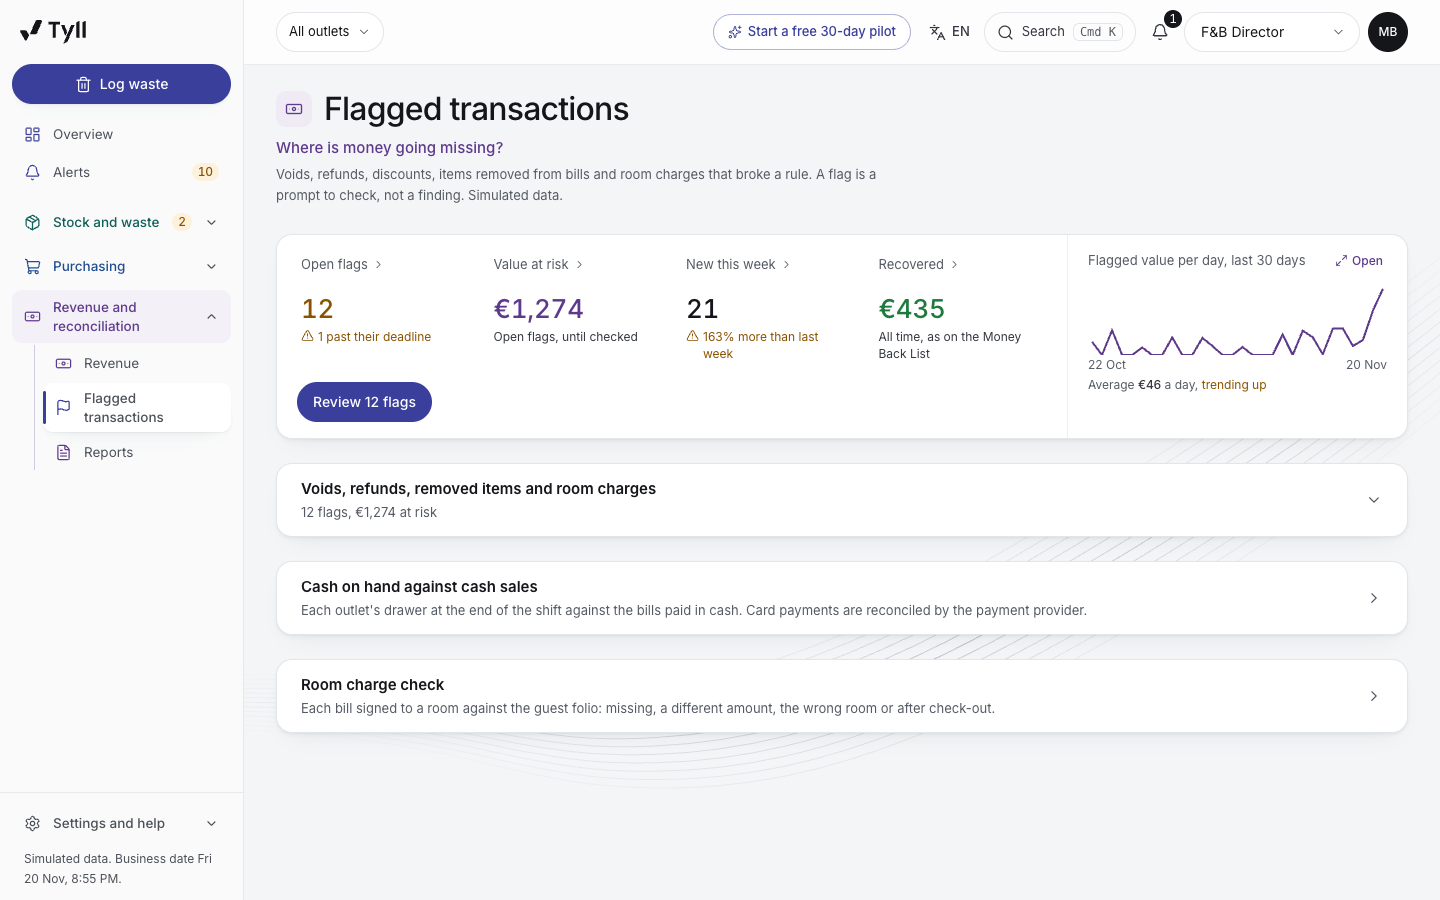 Tyll
Log waste
Overview
Alerts 10
Stock and waste 2
Purchasing
Revenue and
reconciliation
Revenue
Flagged
transactions
Reports
Settings and help
Simulated data. Business date Fri
20 Nov, 8:55 PM.
All outlets
Start a free 30-day pilot
EN
Search Cmd K
1
F&B Director
MB
Flagged transactions
Where is money going missing?
Voids, refunds, discounts, items removed from bills and room charges that broke a rule. A flag is a
prompt to check, not a finding. Simulated data.
Open flags
12
1 past their deadline
Value at risk
€1,274
Open flags, until checked
New this week
21
163% more than last
week
Recovered
€435
All time, as on the Money
Back List
Review 12 flags
Flagged value per day, last 30 days
Open
22 Oct 20 Nov
Average €46 a day, trending up
Voids, refunds, removed items and room charges
12 flags, €1,274 at risk
Cash on hand against cash sales
Each outlet's drawer at the end of the shift against the bills paid in cash. Card payments are reconciled by the payment provider.
Room charge check
Each bill signed to a room against the guest folio: missing, a different amount, the wrong room or after check-out.